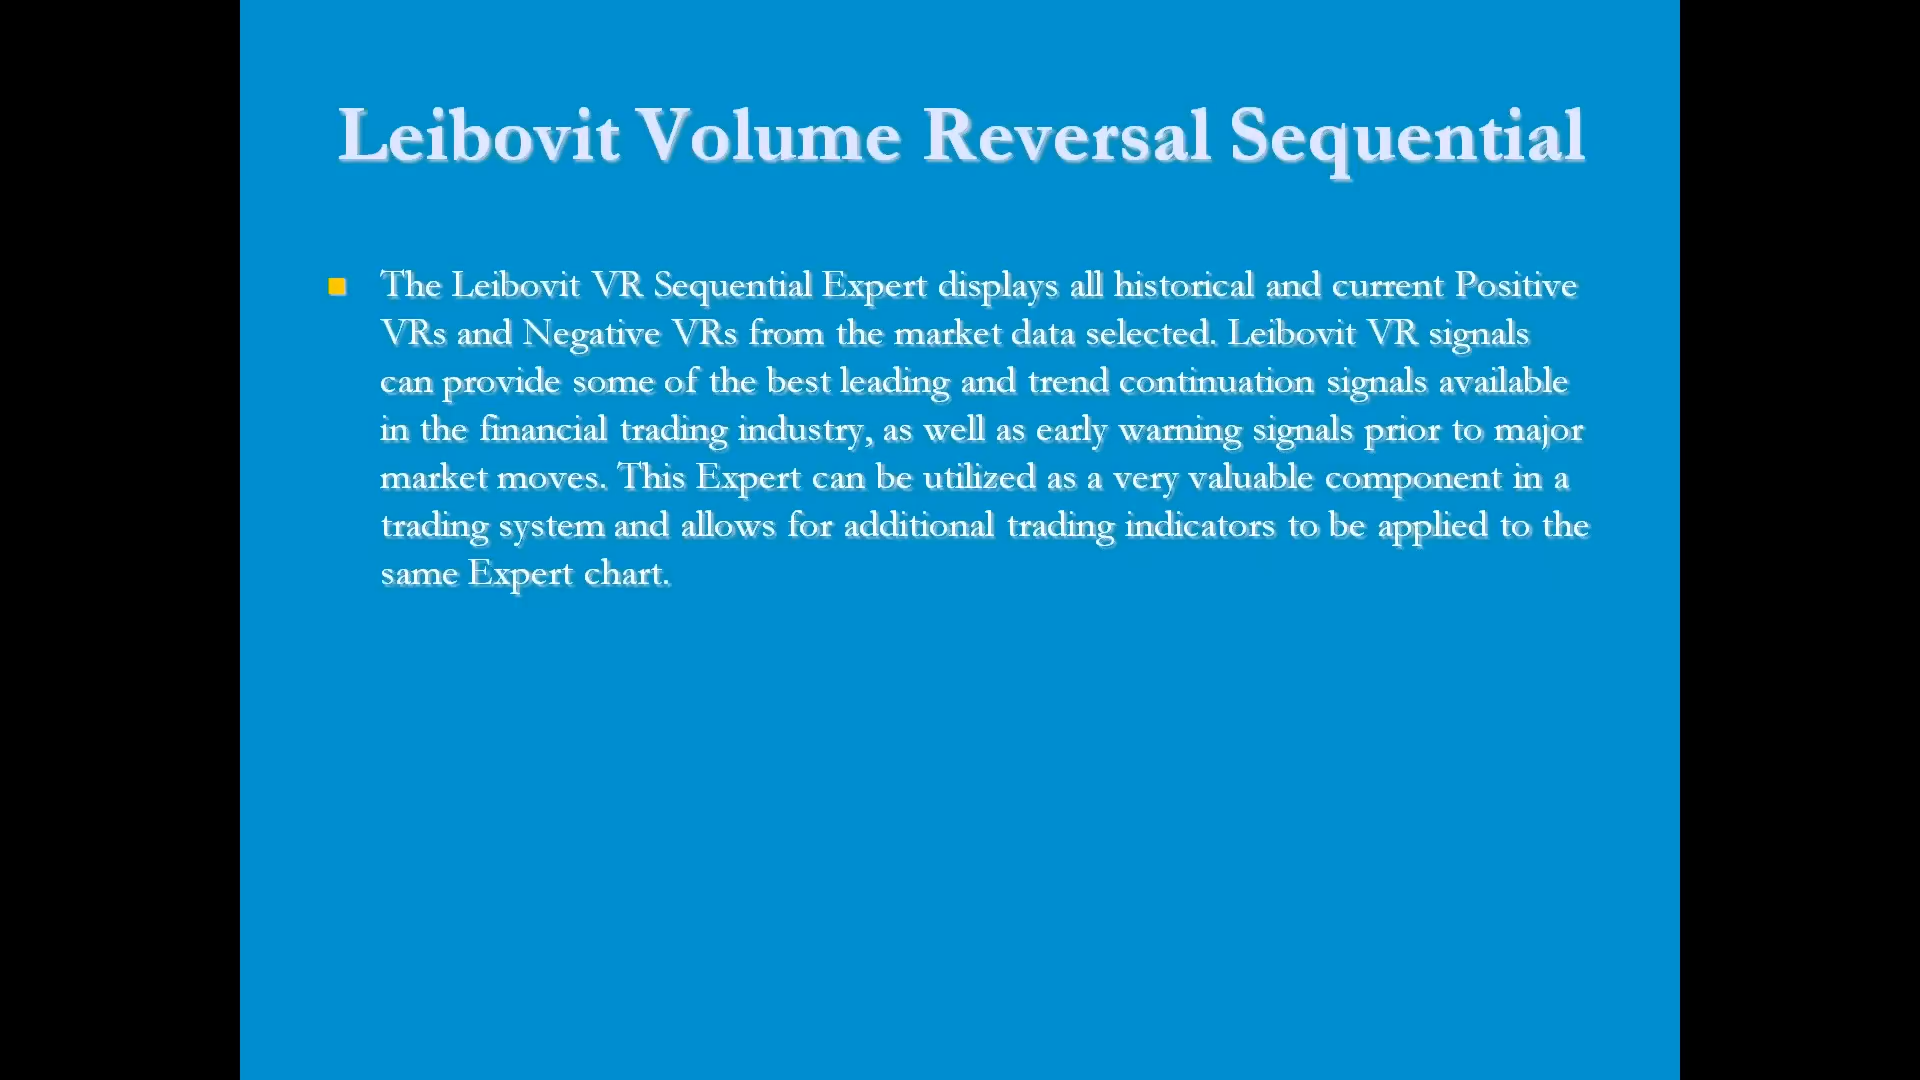 Leibovit Volume Reversal Sequential
The Leibovit VR Sequential Expert displays all historical and current Positive
VRs and Negative VRs from the market data selected. Leibovit VR signals
can provide some of the best leading and trend continuation signals available
in the financial trading industry, as well as early warning signals prior to major
market moves. This Expert can be utilized as a very valuable component in a
trading system and allows for additional trading indicators to be applied to the
same Expert chart.